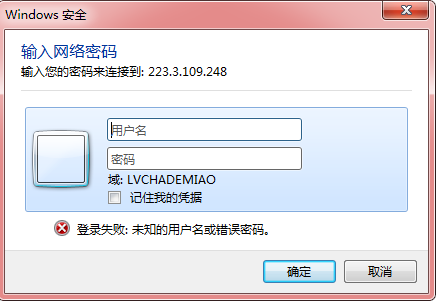 Windows 安全
输入网络密码
输入您的密码来连接到: 223.3.109.248
用户名
密码
域: LVCHADEMIAO
记住我的凭据
登录失败: 未知的用户名或错误密码。
确定
取消